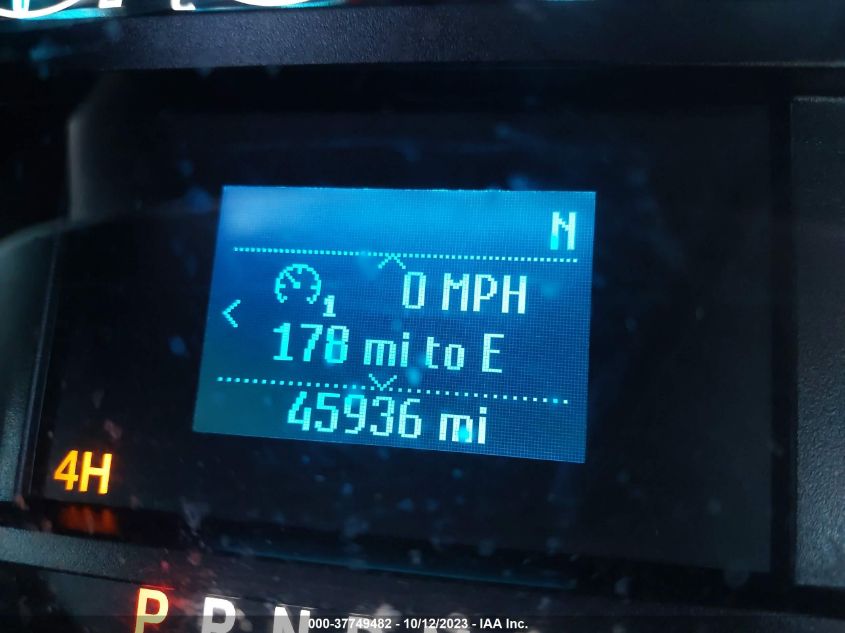 N
0 MPH
1
178 mi to E
45936 mi
4H
P R N D
000-37749482 - 10/12/2023 - IAA Inc.